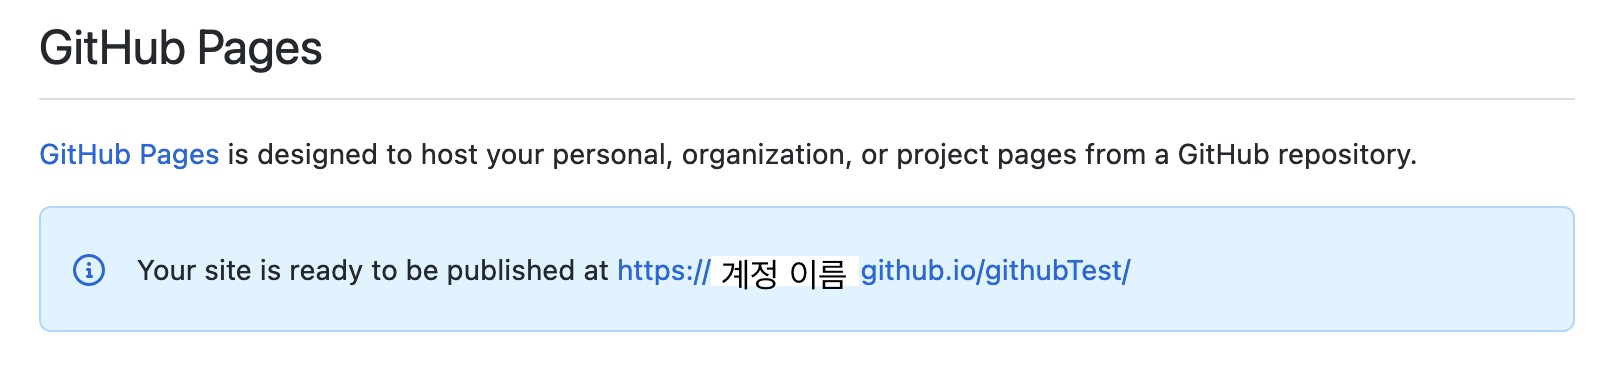 GitHub Pages
GitHub Pages is designed to host your personal, organization, or project pages from a GitHub repository.
Your site is ready to be published at https:// 계정 이름 github.io/githubTest/